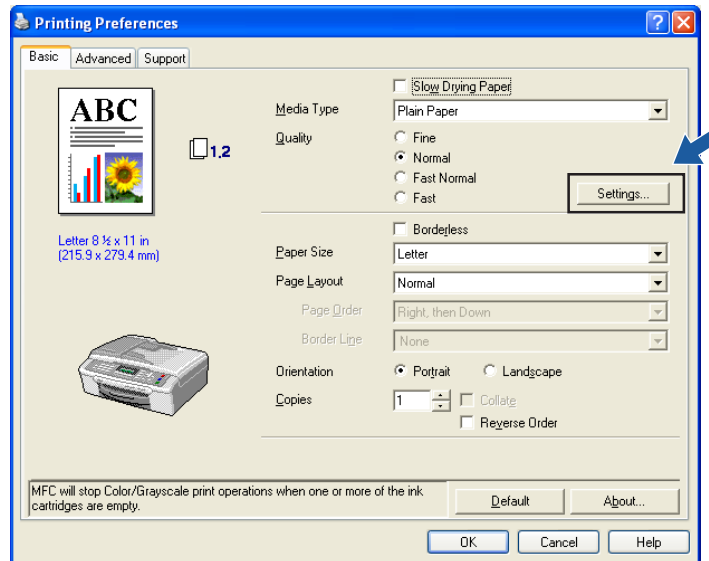 Printing Preferences
Basic Advanced Support
Slow Drying Paper
ABC
Media Type Plain Paper
1.2
Quality Fine
Normal
Fast Normal
Fast Settings...
Borderless
Letter 8 ½ x 11 in
(215.9 x 279.4 mm)
Paper Size Letter
Page Layout Normal
Page Order Right, then Down
Border Line None
Orientation Portrait Landscape
Copies 1 Collate
Reverse Order
MFC will stop Color/Grayscale print operations when one or more of the ink
cartridges are empty.
Default About...
OK Cancel Help